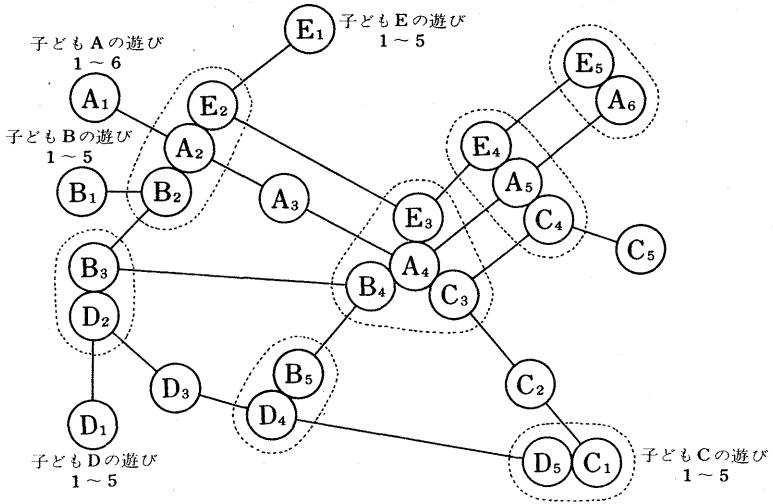 子どもAの遊び
1～6
子どもEの遊び
1～5
子どもBの遊び
1～5
E1
E5
A6
A1
E2
A2
E4
A5
B1
B2
A3
E3
C4
C5
B3
A4
B4
C3
D2
B5
D3
C2
D4
D1
D5
C1
子どもDの遊び
1～5
子どもCの遊び
1～5